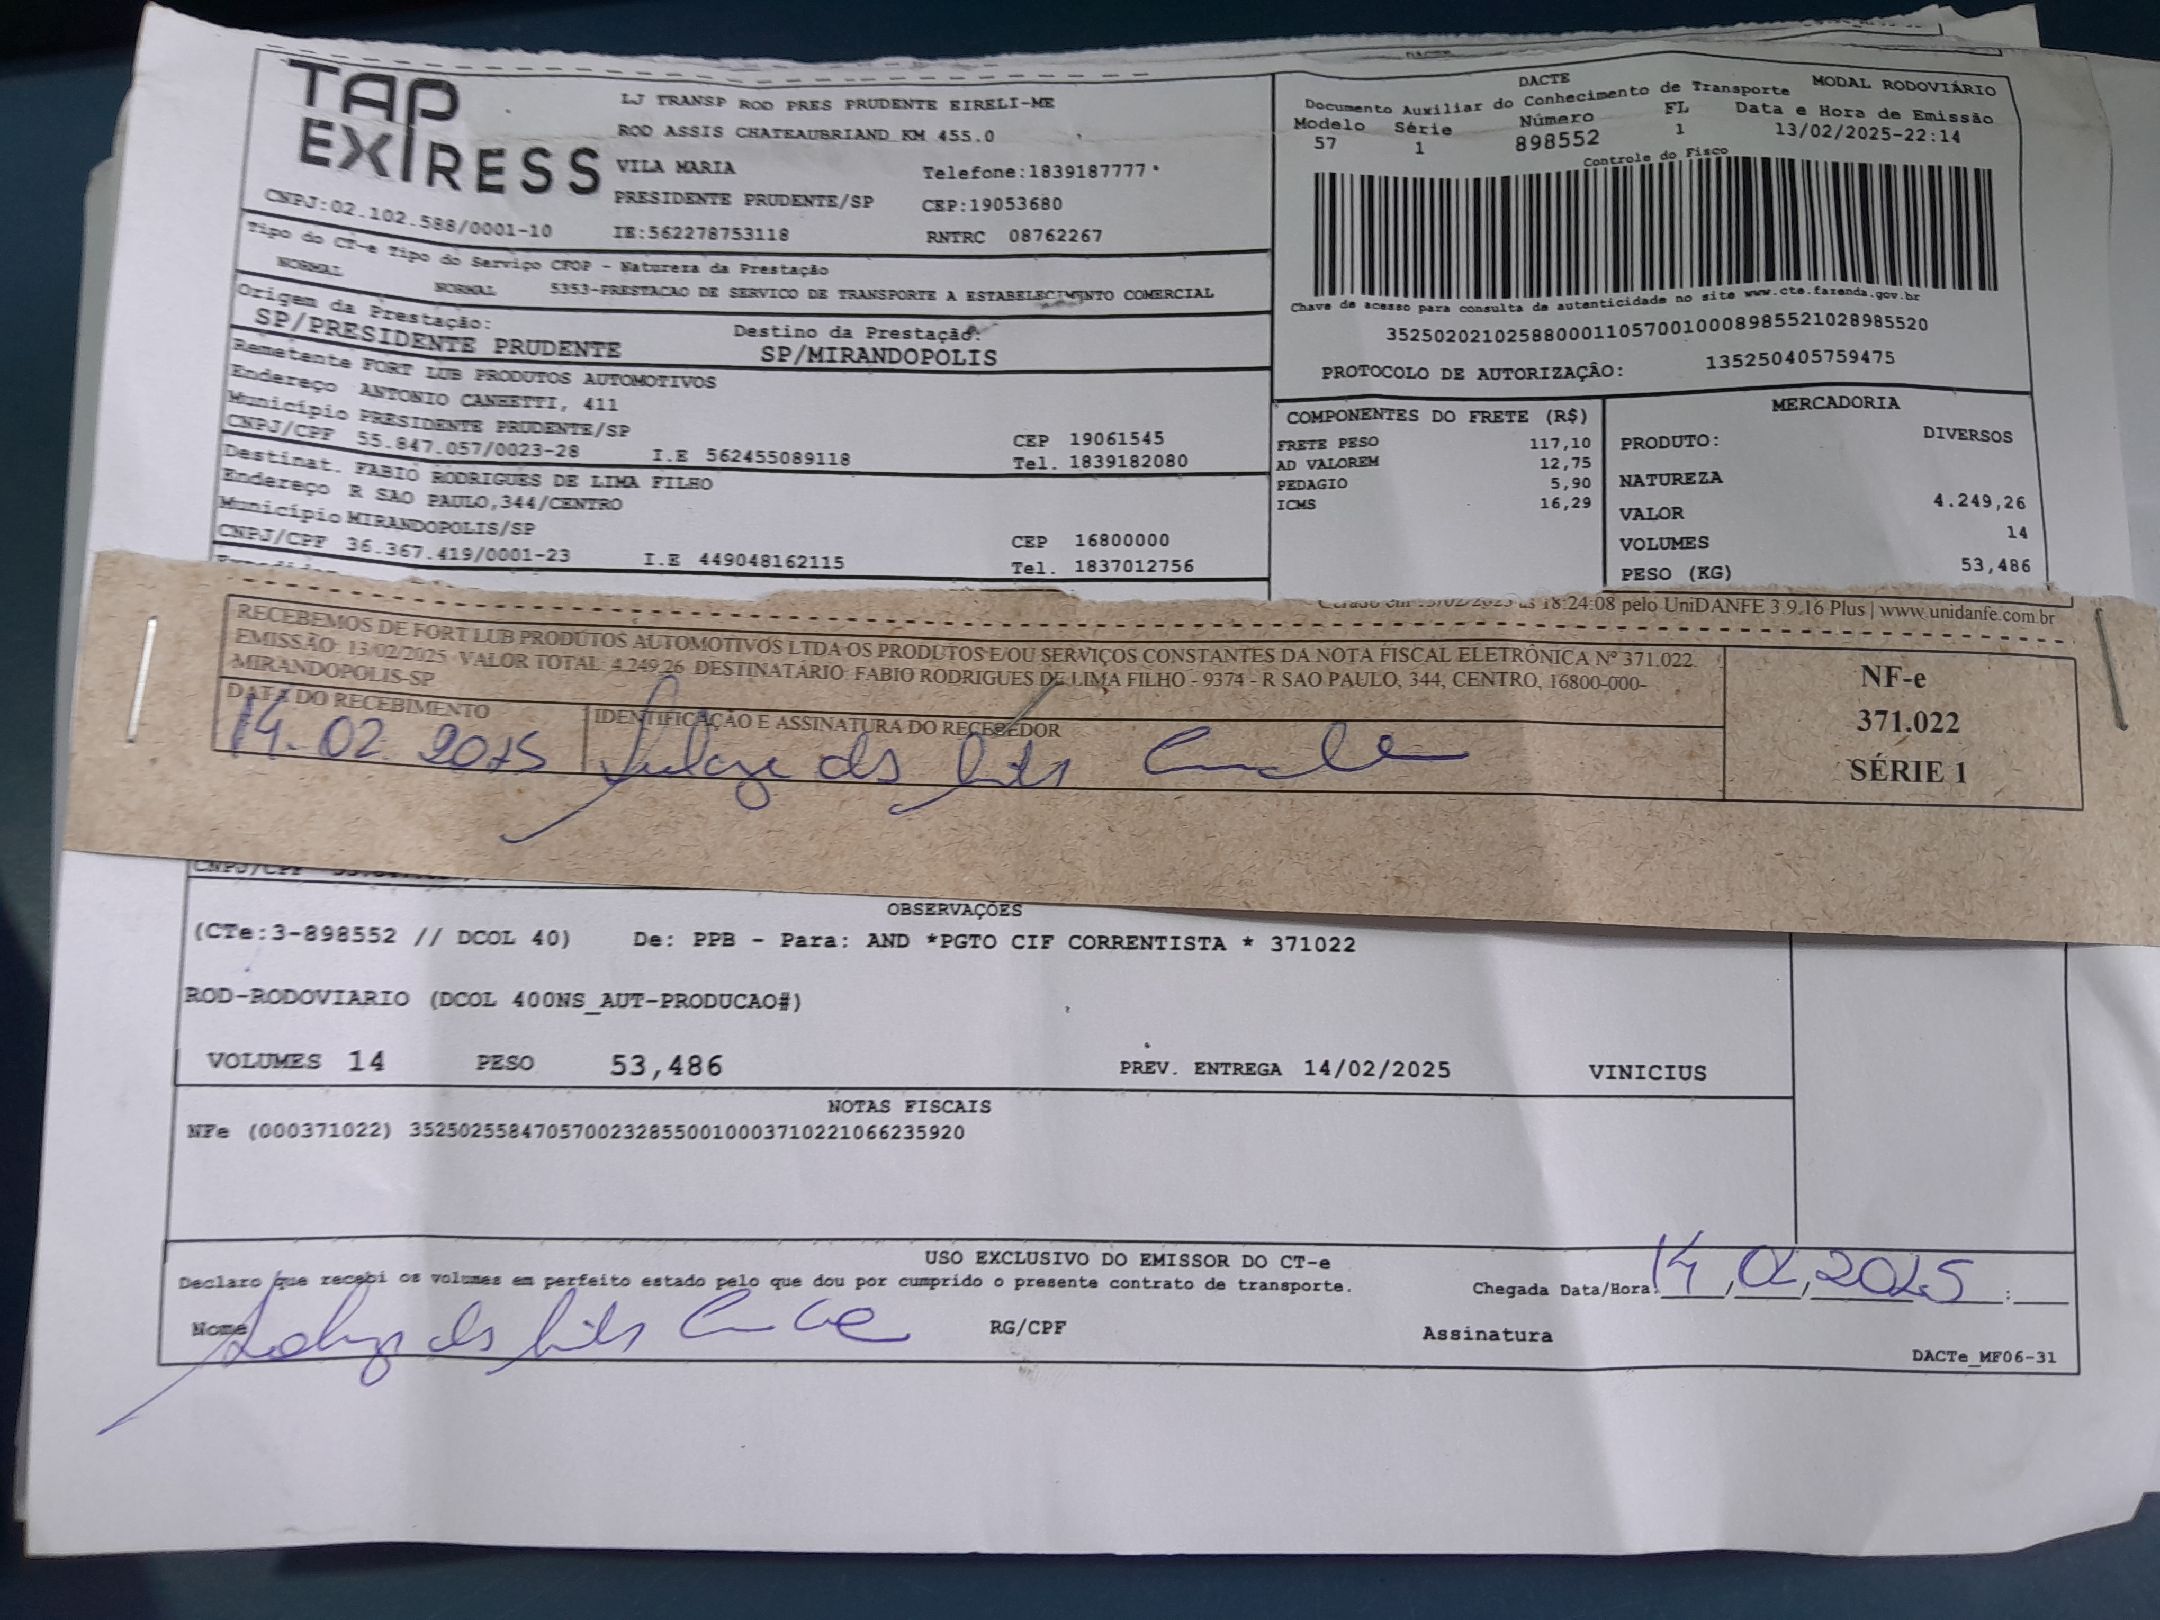 TAP
EXPRESS
LJ TRANSP ROD PRES PRUDENTE EIRELI-ME
ROD ASSIS CHATEAUBRIAND KM 455.0
VILA MARIA Telefone:1839187777
PRESIDENTE PRUDENTE/SP CEP:19053680
CNPJ:02.102.588/0001-10 IE:562278753118 RNTRC 08762267
Tipo do CT-e Tipo do Serviço CFOP - Natureza da Prestação
NORMAL NORMAL 5353-PRESTACAO DE SERVICO DE TRANSPORTE A ESTABELECIMENTO COMERCIAL
Origem da Prestação: Destino da Prestação:
SP/PRESIDENTE PRUDENTE SP/MIRANDOPOLIS
Remetente FORT LUB PRODUTOS AUTOMOTIVOS
Endereço ANTONIO CANHETTI, 411
Município PRESIDENTE PRUDENTE/SP CEP 19061545
CNPJ/CPF 55.847.057/0023-28 I.E 562455089118 Tel. 1839182080
Destinat. FABIO RODRIGUES DE LIMA FILHO
Endereço R SAO PAULO,344/CENTRO
Município MIRANDOPOLIS/SP CEP 16800000
CNPJ/CPF 36.367.419/0001-23 I.E 449048162115 Tel. 1837012756
DACTE MODAL RODOVIÁRIO
Documento Auxiliar do Conhecimento de Transporte
Modelo Série Número FL Data e Hora de Emissão
57 1 898552 1 13/02/2025-22:14
Controle do Fisco
Chave de acesso para consulta de autenticidade no site www.cte.fazenda.gov.br
35250202102588000110570010008985521028985520
PROTOCOLO DE AUTORIZAÇÃO: 135250405759475
COMPONENTES DO FRETE (R$)
FRETE PESO 117,10
AD VALOREM 12,75
PEDAGIO 5,90
ICMS 16,29
MERCADORIA
PRODUTO: DIVERSOS
NATUREZA
VALOR 4.249,26
VOLUMES 14
PESO (KG) 53,486
18:24:08 pelo UniDANFE 3.9.16 Plus | www.unidanfe.com.br
RECEBEMOS DE FORT LUB PRODUTOS AUTOMOTIVOS LTDA OS PRODUTOS E/OU SERVIÇOS CONSTANTES DA NOTA FISCAL ELETRÔNICA Nº 371.022.
EMISSÃO: 13/02/2025 VALOR TOTAL: 4.249,26 DESTINATÁRIO: FABIO RODRIGUES DE LIMA FILHO - 9374 - R SAO PAULO, 344, CENTRO, 16800-000-
MIRANDOPOLIS-SP
DATA DO RECEBIMENTO IDENTIFICAÇÃO E ASSINATURA DO RECEBEDOR
14.02.2025
NF-e
371.022
SÉRIE 1
CNPJ/CPF
OBSERVAÇÕES
(CTe:3-898552 // DCOL 40) De: PPB - Para: AND *PGTO CIF CORRENTISTA * 371022
ROD-RODOVIARIO (DCOL 400NS_AUT-PRODUCAO#)
VOLUMES 14 PESO 53,486 PREV. ENTREGA 14/02/2025 VINICIUS
NOTAS FISCAIS
NFe (000371022) 35250255847057002328550010003710221066235920
USO EXCLUSIVO DO EMISSOR DO CT-e
Declaro que recebi os volumes em perfeito estado pelo que dou por cumprido o presente contrato de transporte. Chegada Data/Hora: 14,02,2025 :
Nome RG/CPF Assinatura
DACTe_MF06-31